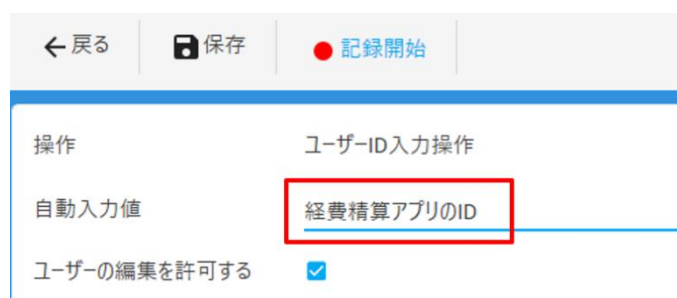 戻る 保存 記録開始
操作 ユーザーID入力操作
自動入力値 経費精算アプリのID
ユーザーの編集を許可する